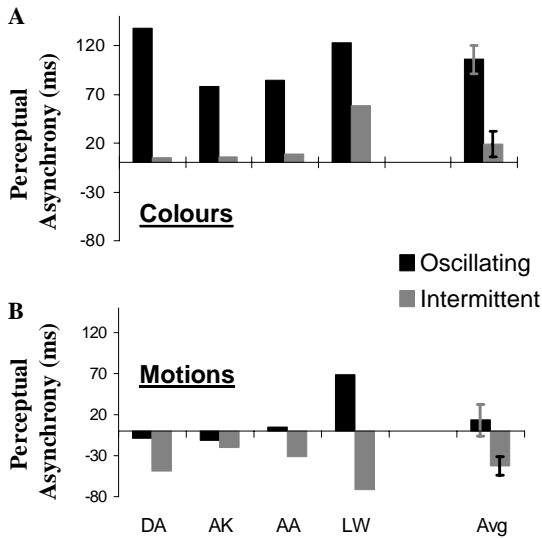 A
Perceptual
Asynchrony (ms)
120
70
20
-30
-80
Colours
Oscillating
Intermittent
B
Perceptual
Asynchrony (ms)
120
70
20
-30
-80
Motions
DA AK AA LW Avg